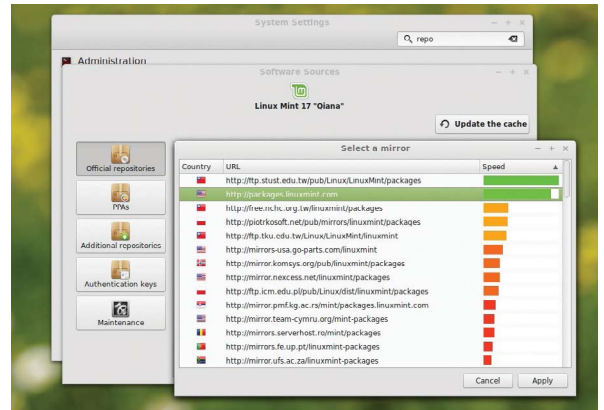 System Settings
repo
Administration
Software Sources
Linux Mint 17 "Qiana"
Update the cache
Official repositories
PPAs
Additional repositories
Authentication keys
Maintenance
Select a mirror
Country URL Speed
http://ftp.stust.edu.tw/pub/Linux/LinuxMint/packages
http://packages.linuxmint.com
http://free.nchc.org.tw/linuxmint/packages
http://piotrkosoft.net/pub/mirrors/linuxmint/packages
http://ftp.tku.edu.tw/Linux/LinuxMint/linuxmint
http://mirrors-usa.go-parts.com/linuxmint
http://mirror.komsys.org/pub/linuxmint/packages
http://mirror.nexcess.net/linuxmint/packages
http://ftp.icm.edu.pl/pub/Linux/dist/linuxmint/packages
http://mirror.pmf.kg.ac.rs/mint/packages.linuxmint.com
http://mirror.team-cymru.org/mint-packages
http://mirrors.serverhost.ro/mint/packages
http://mirrors.fe.up.pt/linuxmint-packages
http://mirror.ufs.ac.za/linuxmint-packages
Cancel Apply